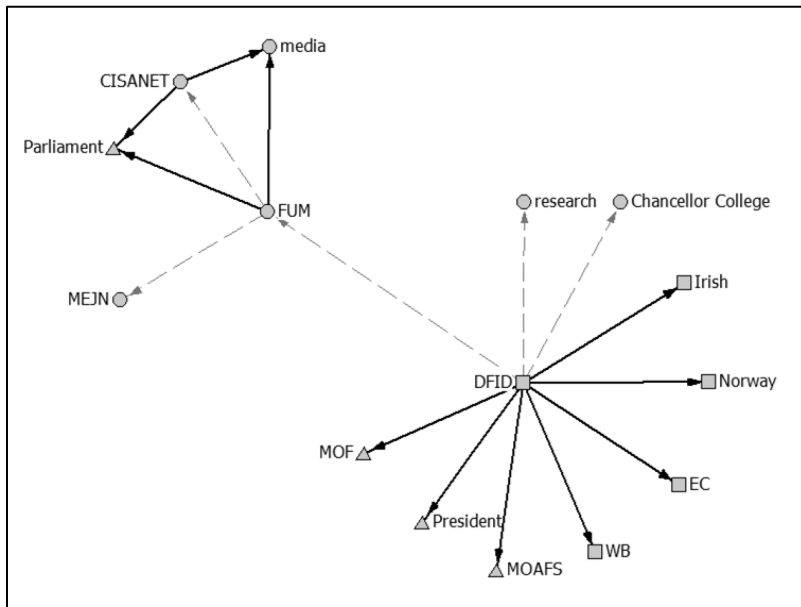 media
CISANET
Parliament
research
Chancellor College
FUM
Irish
MEJN
DFID
Norway
MOF
EC
President
WB
MOAFS